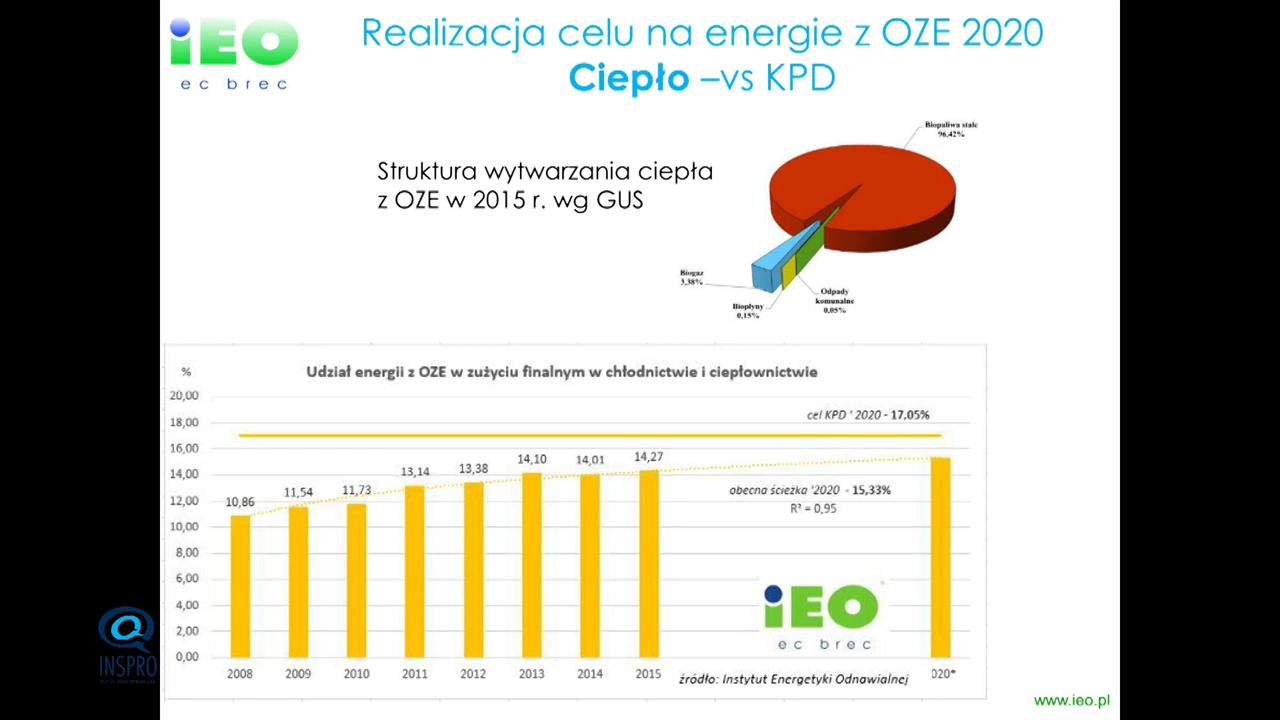 iEO
ec brec
Realizacja celu na energie z OZE 2020
Ciepło –vs KPD
Struktura wytwarzania ciepła
z OZE w 2015 r. wg GUS
Biopaliwa stałe
96,42%
Biogaz
3,38%
Biopłyny
0,15%
Odpady
komunalne
0,05%
%
Udział energii z OZE w zużyciu finalnym w chłodnictwie i ciepłownictwie
20,00
18,00
16,00
14,00
12,00
10,00
8,00
6,00
4,00
2,00
0,00
cel KPD ' 2020 - 17,05%
10,86
11,54
11,73
13,14
13,38
14,10
14,01
14,27
obecna ścieżka '2020 - 15,33%
R² = 0,95
iEO
ec brec
2008
2009
2010
2011
2012
2013
2014
2015
020*
źródło: Instytut Energetyki Odnawialnej
INSPRO
www.ieo.pl